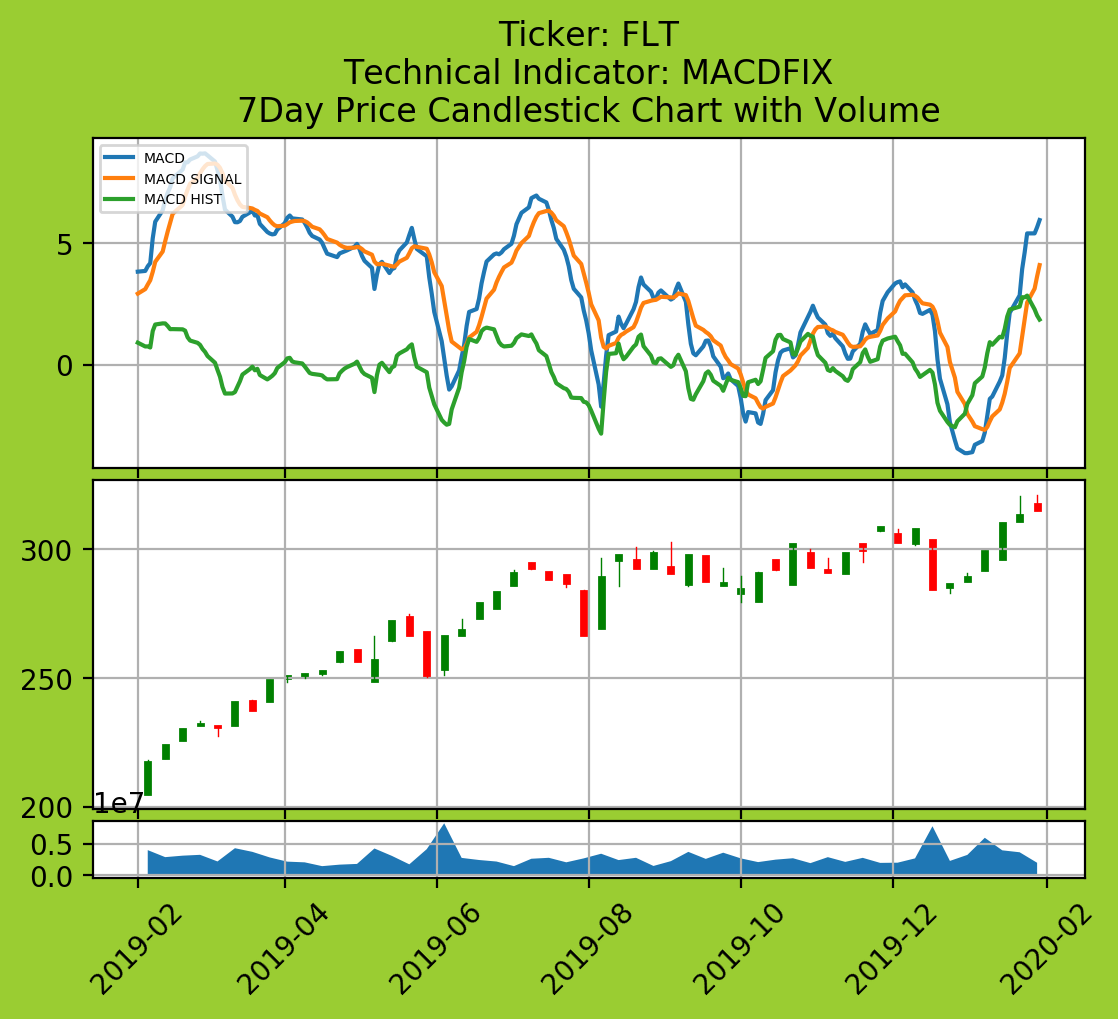 Ticker: FLT
Technical Indicator: MACDFIX
7Day Price Candlestick Chart with Volume
MACD
MACD SIGNAL
MACD HIST
5
0
300
250
200
1e7
0.5
0.0
2019-02
2019-04
2019-06
2019-08
2019-10
2019-12
2020-02